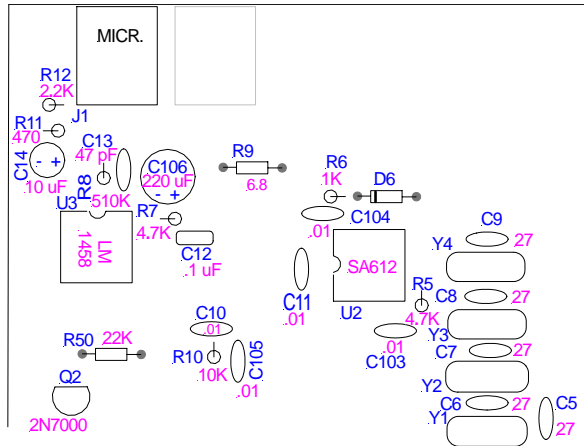 MICR.
R12
2.2K
J1
R11
470
C13
47 pF
C14
- +
10 uF
R8
510K
C106
220 uF
- +
R9
6.8
R6
1K
D6
U3
LM
1458
R7
4.7K
C104
.01
C12
.1 uF
C9
.27
Y4
SA612
U2
C11
.01
R5
4.7K
C8
.27
Y3
C10
.01
R50
22K
R10
10K
C105
.01
C103
.01
C7
.27
Y2
Q2
2N7000
C6
.27
Y1
C5
.27